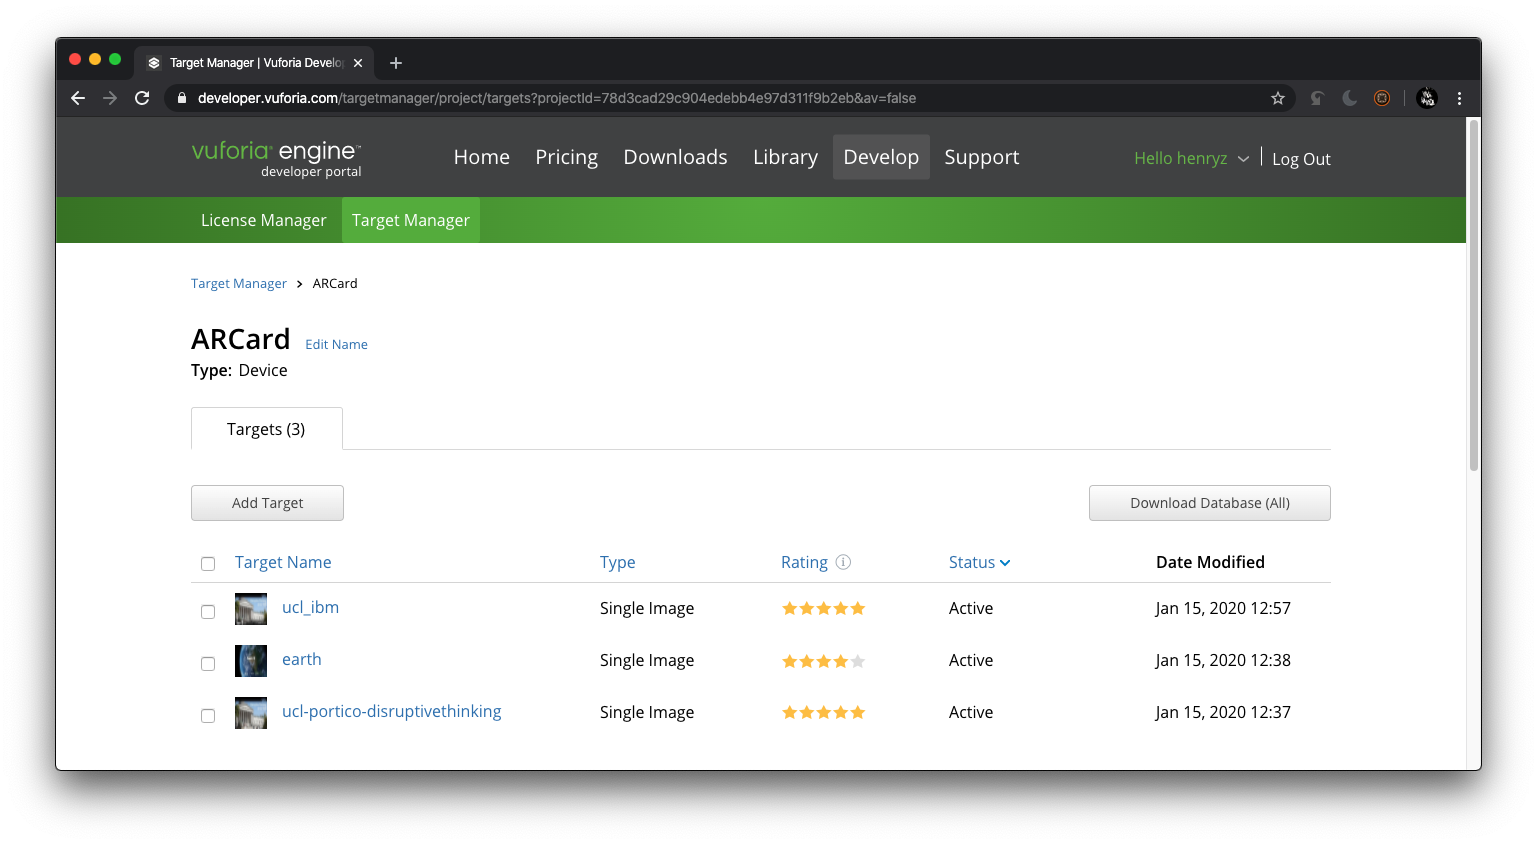 Target Manager | Vuforia Develo
developer.vuforia.com/targetmanager/project/targets?projectId=78d3cad29c904edebb4e97d311f9b2eb&av=false
vuforia® engine™
developer portal
Home Pricing Downloads Library Develop Support
Hello henryz Log Out
License Manager Target Manager
Target Manager > ARCard
ARCard Edit Name
Type: Device
Targets (3)
Add Target Download Database (All)
Target Name Type Rating Status Date Modified
ucl_ibm Single Image Active Jan 15, 2020 12:57
earth Single Image Active Jan 15, 2020 12:38
ucl-portico-disruptivethinking Single Image Active Jan 15, 2020 12:37